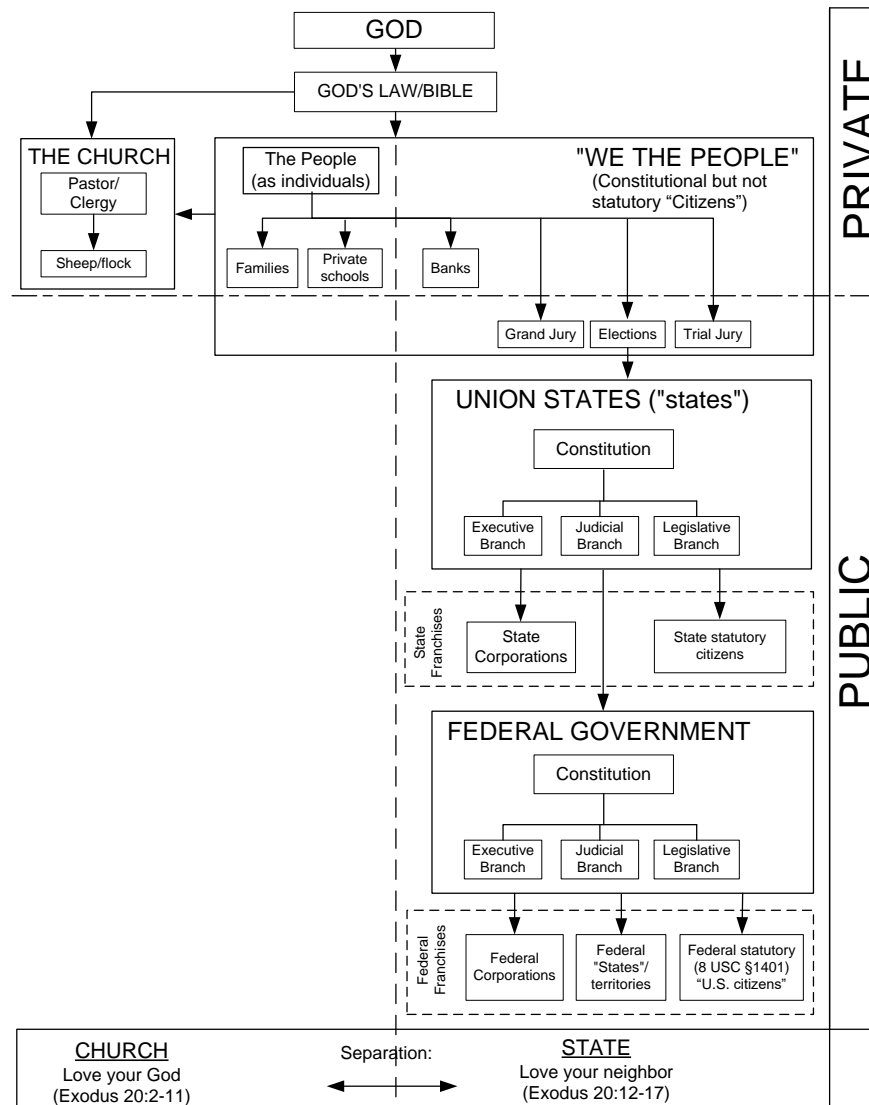 GOD
GOD'S LAW/BIBLE
THE CHURCH
Pastor/
Clergy
Sheep/flock
The People
(as individuals)
"WE THE PEOPLE"
(Constitutional but not
statutory “Citizens”)
Families
Private
schools
Banks
Grand Jury
Elections
Trial Jury
PRIVATE
UNION STATES ("states")
Constitution
Executive
Branch
Judicial
Branch
Legislative
Branch
State
Franchises
State
Corporations
State statutory
citizens
PUBLIC
FEDERAL GOVERNMENT
Constitution
Executive
Branch
Judicial
Branch
Legislative
Branch
Federal
Franchises
Federal
Corporations
Federal
"States"/
territories
Federal statutory
(8 USC §1401)
“U.S. citizens”
CHURCH
Love your God
(Exodus 20:2-11)
Separation:
STATE
Love your neighbor
(Exodus 20:12-17)